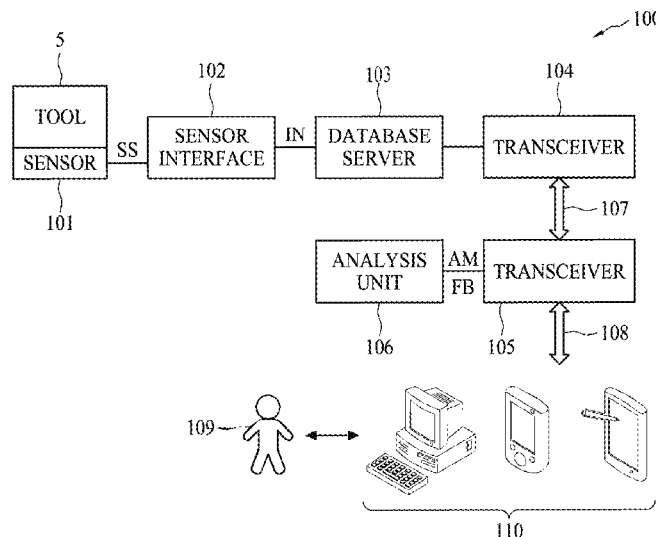 100
5
102
103
104
TOOL
SENSOR
SS
SENSOR
INTERFACE
IN
DATABASE
SERVER
TRANSCEIVER
101
107
ANALYSIS
UNIT
AM
FB
TRANSCEIVER
106
105
108
109
110